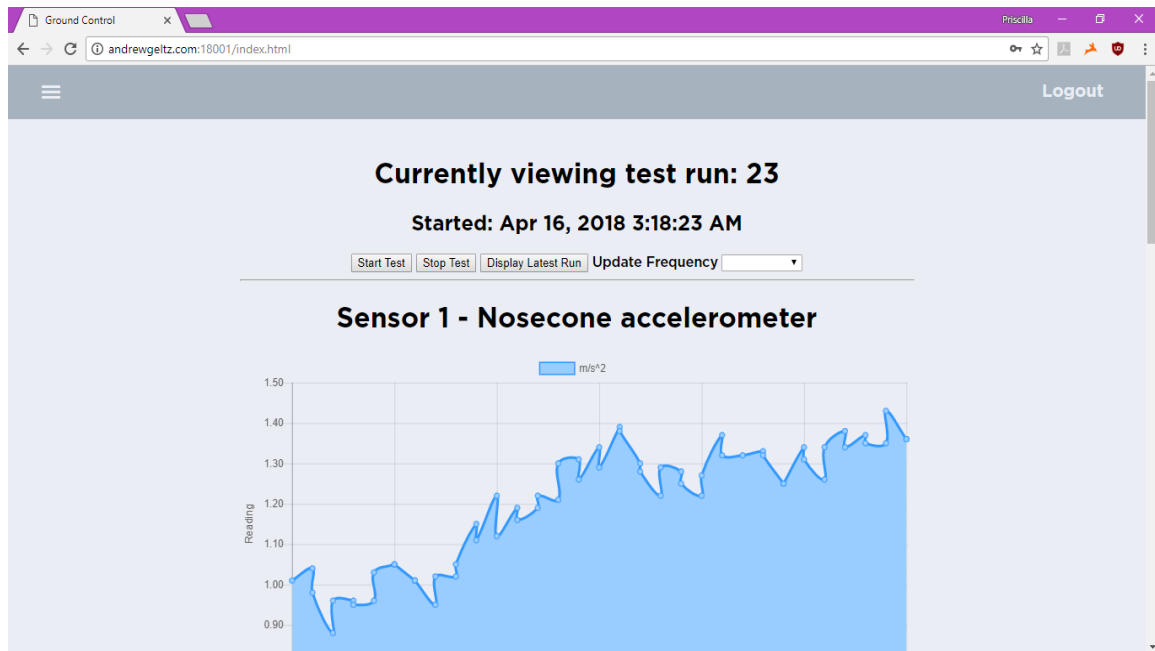 Ground Control
Priscilla
andrewgeltz.com:18001/index.html
Logout
Currently viewing test run: 23
Started: Apr 16, 2018 3:18:23 AM
Start Test Stop Test Display Latest Run Update Frequency
Sensor 1 - Nosecone accelerometer
m/s^2
1.50
1.40
1.30
1.20
1.10
1.00
0.90
Reading